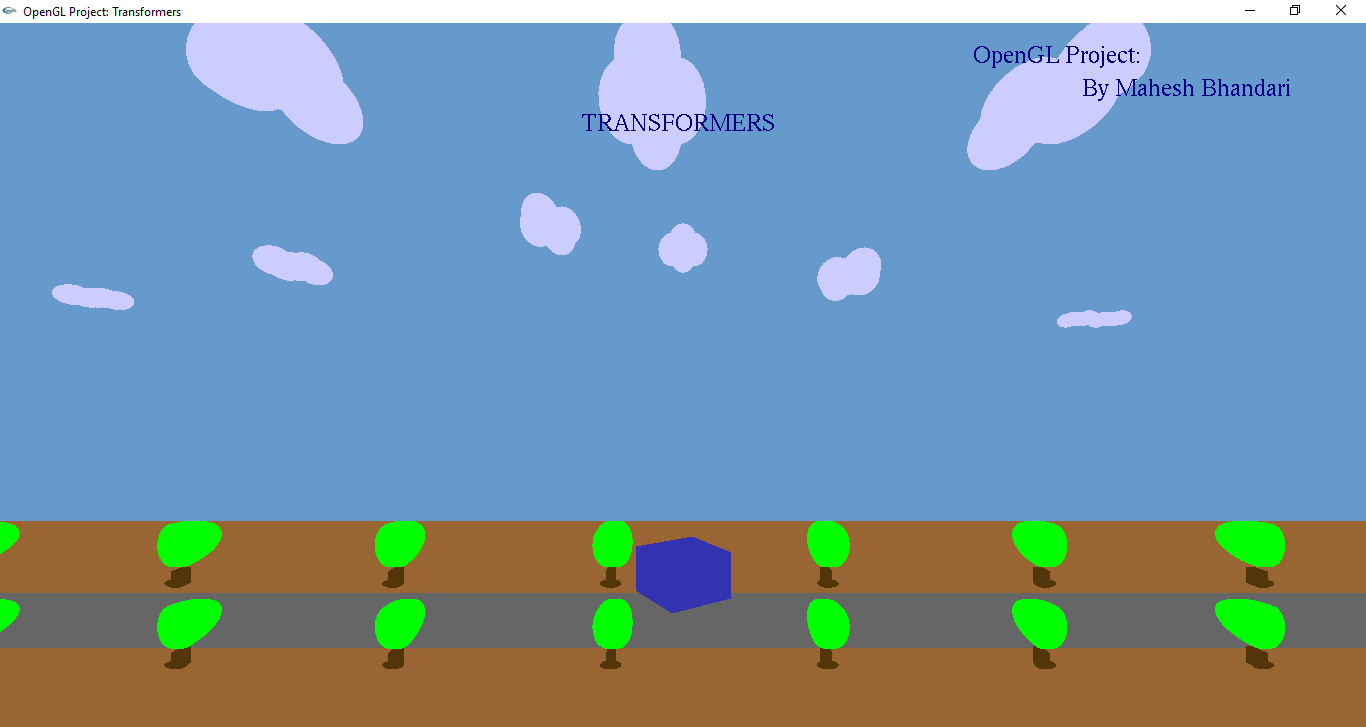 OpenGL Project: Transformers
OpenGL Project:
By Mahesh Bhandari
TRANSFORMERS